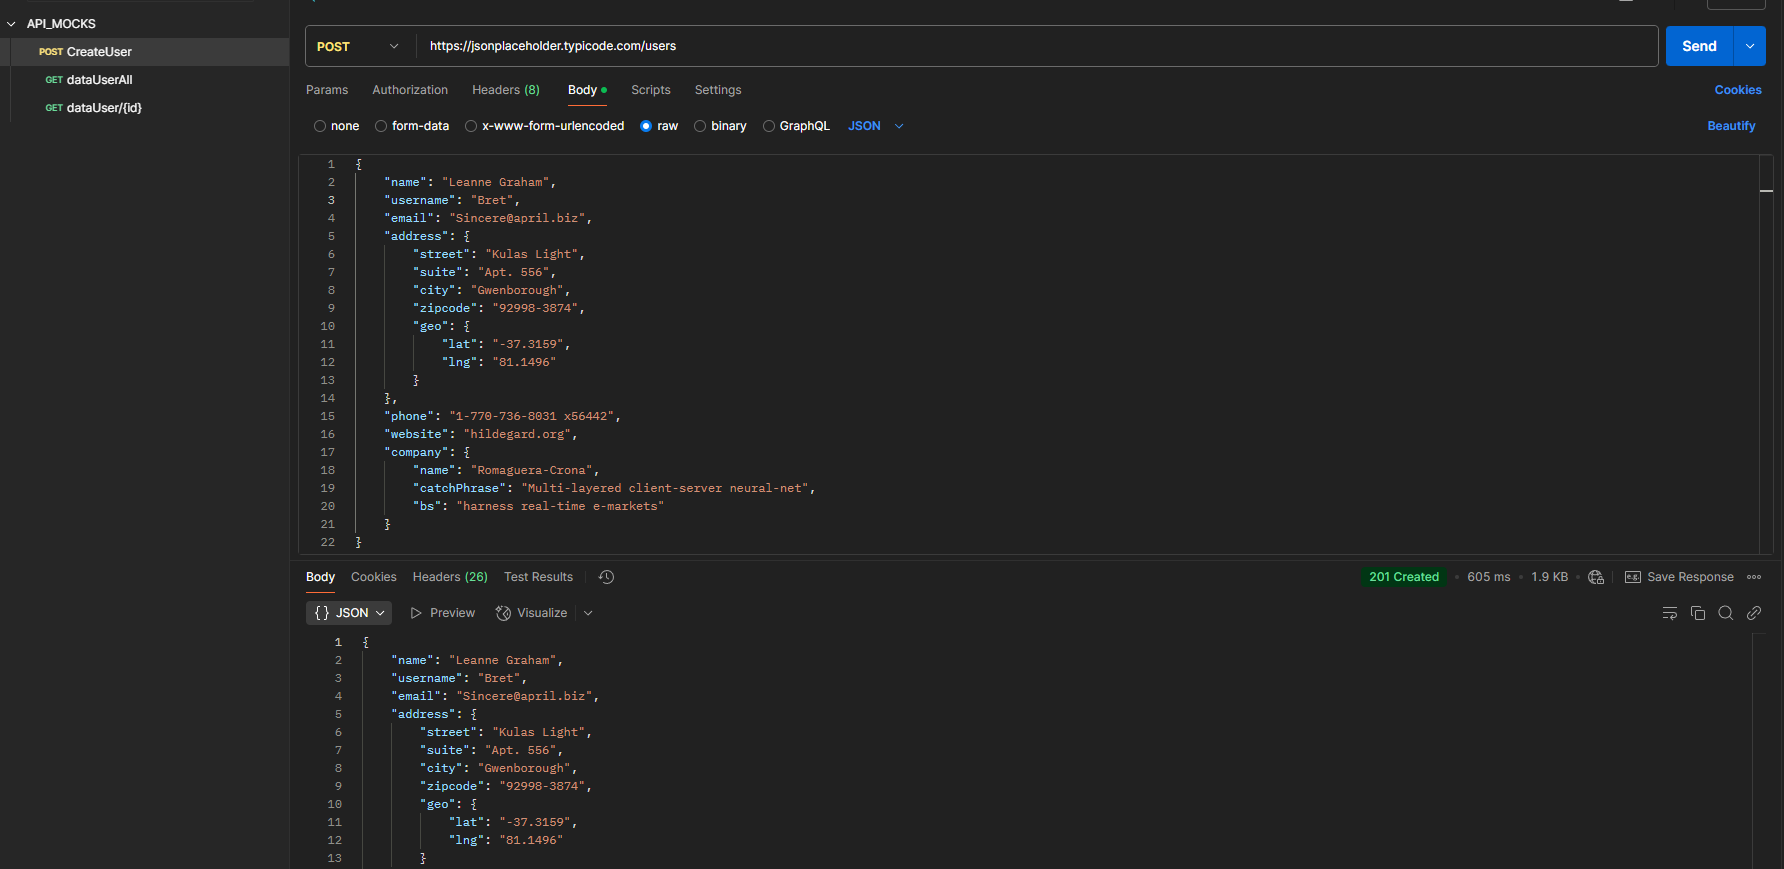 API_MOCKS
POST CreateUser
GET dataUserAll
GET dataUser/{id}
POST https://jsonplaceholder.typicode.com/users Send
Params Authorization Headers (8) Body Scripts Settings Cookies
none form-data x-www-form-urlencoded raw binary GraphQL JSON Beautify
1 {
2 "name": "Leanne Graham",
3 "username": "Bret",
4 "email": "Sincere@april.biz",
5 "address": {
6 "street": "Kulas Light",
7 "suite": "Apt. 556",
8 "city": "Gwenborough",
9 "zipcode": "92998-3874",
10 "geo": {
11 "lat": "-37.3159",
12 "lng": "81.1496"
13 }
14 },
15 "phone": "1-770-736-8031 x56442",
16 "website": "hildegard.org",
17 "company": {
18 "name": "Romaguera-Crona",
19 "catchPhrase": "Multi-layered client-server neural-net",
20 "bs": "harness real-time e-markets"
21 }
22 }
Body Cookies Headers (26) Test Results 201 Created • 605 ms • 1.9 KB • e.g. Save Response
{} JSON Preview Visualize
1 {
2 "name": "Leanne Graham",
3 "username": "Bret",
4 "email": "Sincere@april.biz",
5 "address": {
6 "street": "Kulas Light",
7 "suite": "Apt. 556",
8 "city": "Gwenborough",
9 "zipcode": "92998-3874",
10 "geo": {
11 "lat": "-37.3159",
12 "lng": "81.1496"
13 }